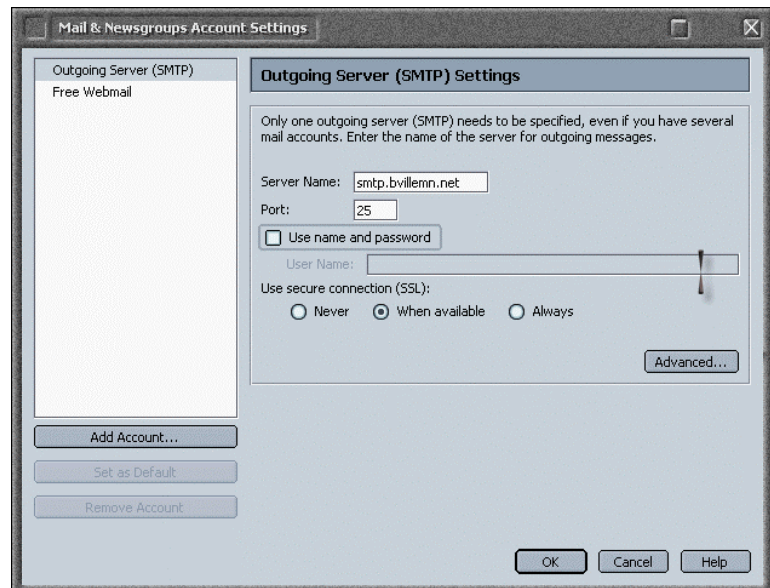 Mail & Newsgroups Account Settings
Outgoing Server (SMTP)
Free Webmail
Add Account...
Set as Default
Remove Account
Outgoing Server (SMTP) Settings
Only one outgoing server (SMTP) needs to be specified, even if you have several
mail accounts. Enter the name of the server for outgoing messages.
Server Name: smtp.bvillemn.net
Port: 25
Use name and password
User Name:
Use secure connection (SSL):
Never When available Always
Advanced...
OK Cancel Help